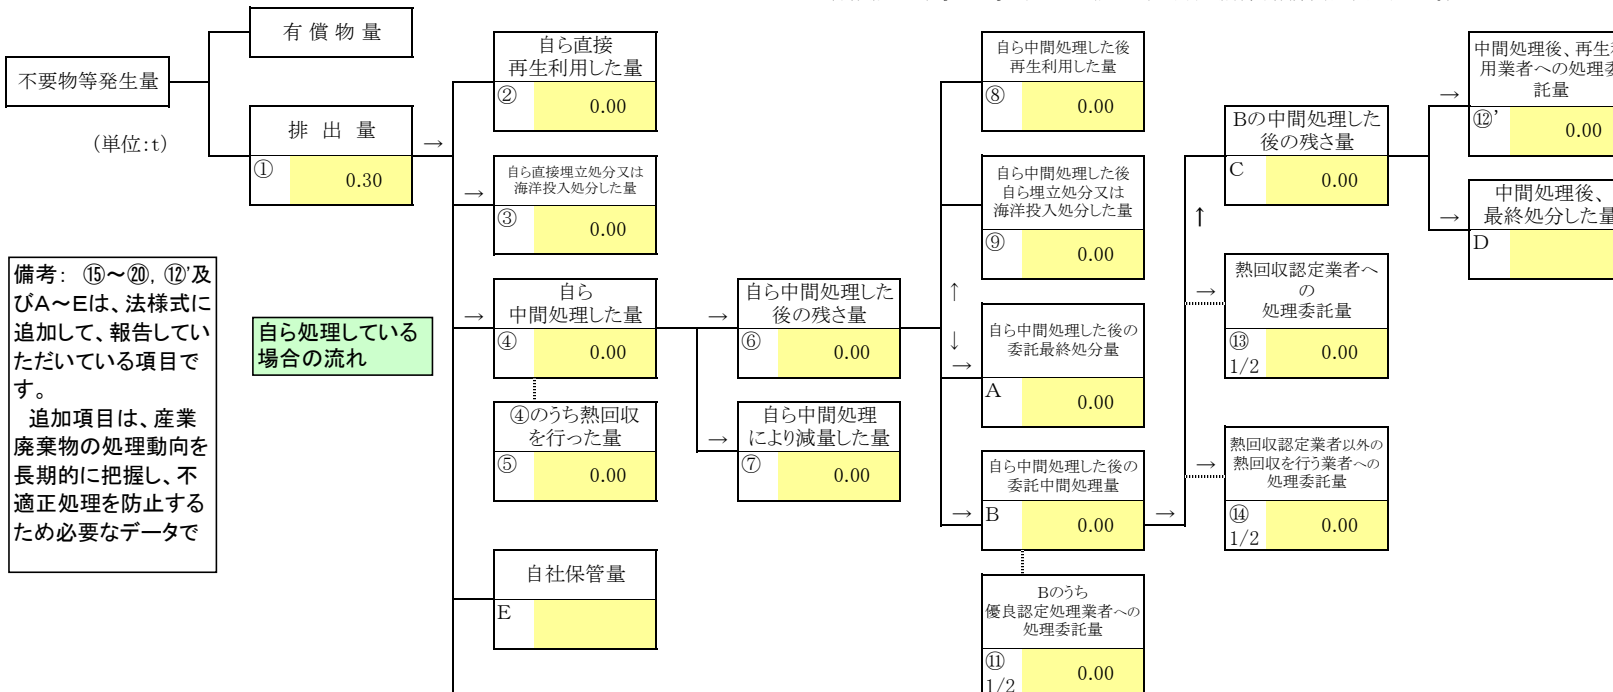 有 償 物 量
不要物等発生量
(単位:t)
排 出 量
→
①
0.30
備考: ⑮～⑳, ⑫'及
びA～Eは、法様式に
追加して、報告してい
ただいている項目で
す。
追加項目は、産業
廃棄物の処理動向を
長期的に把握し、不
適正処理を防止する
ため必要なデータで
自ら処理している
場合の流れ
自ら直接
再生利用した量
②
0.00
→
自ら直接埋立処分又は
海洋投入処分した量
③
0.00
→
自ら
中間処理した量
④
0.00
④のうち熱回収
を行った量
⑤
0.00
自社保管量
E
→
自ら中間処理した
後の残さ量
⑥
0.00
→
自ら中間処理
により減量した量
⑦
0.00
自ら中間処理した後
再生利用した量
⑧
0.00
自ら中間処理した後
自ら埋立処分又は
海洋投入処分した量
⑨
0.00
↑
↓
→
自ら中間処理した後の
委託最終処分量
A
0.00
自ら中間処理した後の
委託中間処理量
→
B
0.00
→
Bのうち
優良認定処理業者への
処理委託量
⑪
1/2
0.00
Bの中間処理した
後の残さ量
C
0.00
↑
→
熱回収認定業者へ
の
処理委託量
⑬
1/2
0.00
→
熱回収認定業者以外の
熱回収を行う業者への
処理委託量
⑭
1/2
0.00
→
中間処理後、再生
用業者への処理委
託量
⑫'
0.00
→
中間処理後、
最終処分した量
D